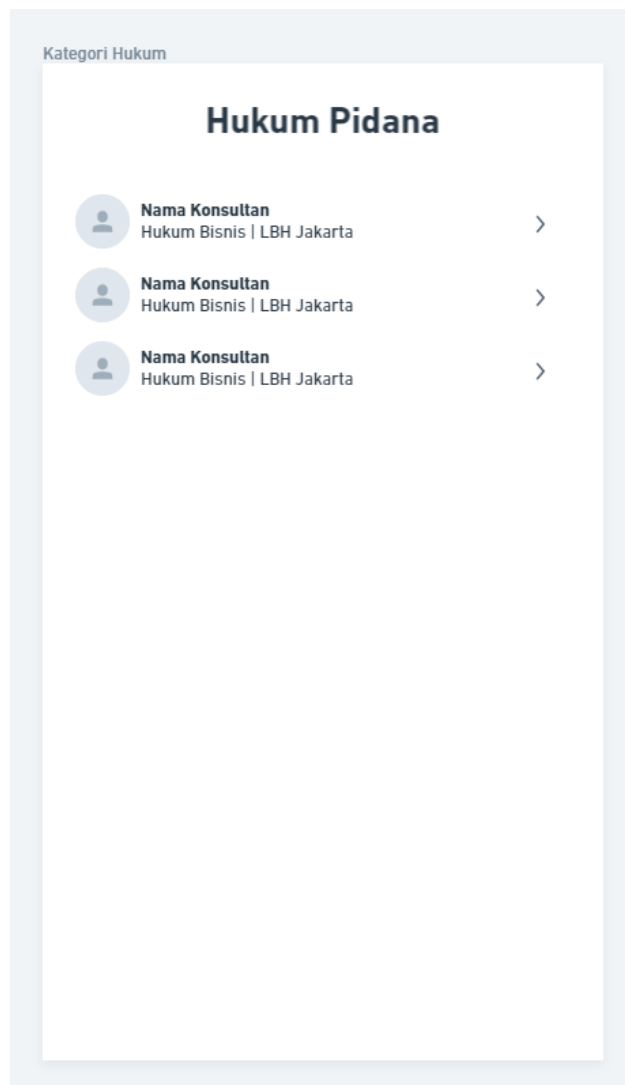 Kategori Hukum
Hukum Pidana
Nama Konsultan
Hukum Bisnis | LBH Jakarta
Nama Konsultan
Hukum Bisnis | LBH Jakarta
Nama Konsultan
Hukum Bisnis | LBH Jakarta